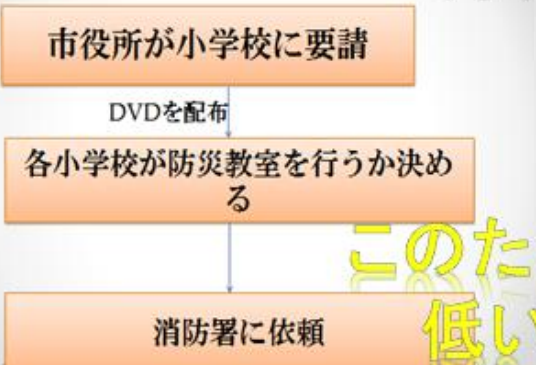 市役所が小学校に要請
DVDを配布
各小学校が防災教室を行うか決め
る
このた
消防署に依頼
低い